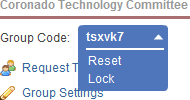 Coronado Technology Committee
Group Code: tsxvk7
Reset
Request T
Lock
Group Settings